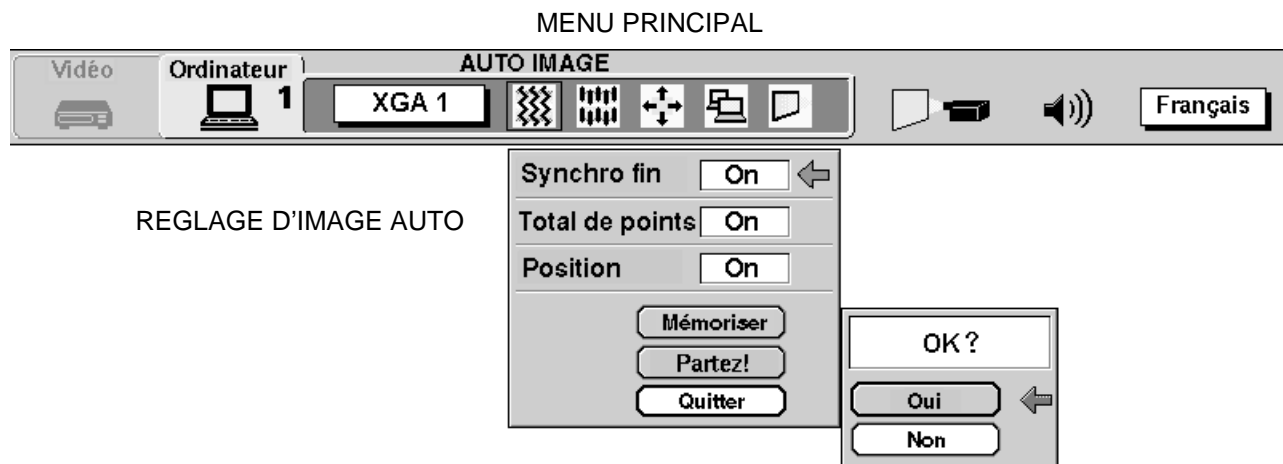 MENU PRINCIPAL
AUTO IMAGE
Vidéo
Ordinateur
1
XGA 1
Français
Synchro fin On
REGLAGE D'IMAGE AUTO
Total de points On
Position On
Mémoriser
Partez!
Quitter
OK?
Oui
Non